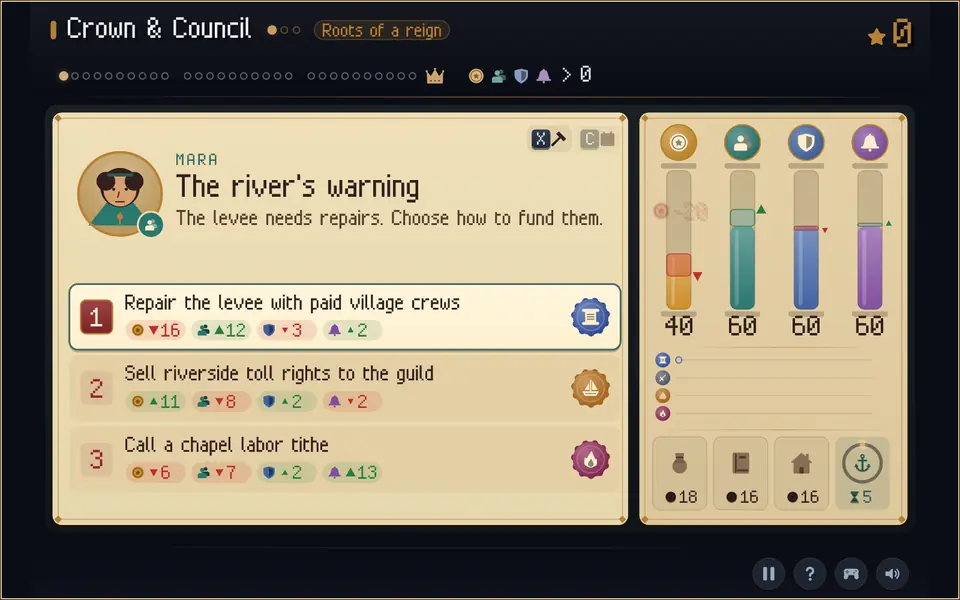 Crown & Council
Roots of a reign
0
> 0
X
C
MARA
The river's warning
The levee needs repairs. Choose how to fund them.
1
Repair the levee with paid village crews
▼16 ▲12 ▼3 ▲2
2
Sell riverside toll rights to the guild
▲11 ▼8 ▲2 ▼2
3
Call a chapel labor tithe
▼6 ▼7 ▲2 ▲13
-20
40 60 60 60
18 16 16 5
?